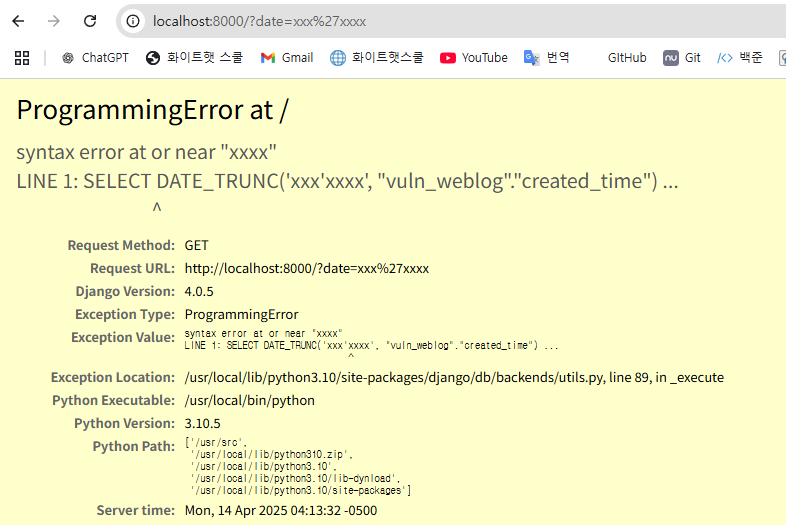 localhost:8000/?date=xxx%27xxxx
ChatGPT 화이트햇 스쿨 Gmail 화이트햇스쿨 YouTube 번역 GItHub nu Git 백준
ProgrammingError at /
syntax error at or near "xxxx"
LINE 1: SELECT DATE_TRUNC('xxx'xxxx', "vuln_weblog"."created_time") ...
^
Request Method: GET
Request URL: http://localhost:8000/?date=xxx%27xxxx
Django Version: 4.0.5
Exception Type: ProgrammingError
Exception Value: syntax error at or near "xxxx"
LINE 1: SELECT DATE_TRUNC('xxx'xxxx', "vuln_weblog"."created_time") ...
^
Exception Location: /usr/local/lib/python3.10/site-packages/django/db/backends/utils.py, line 89, in _execute
Python Executable: /usr/local/bin/python
Python Version: 3.10.5
Python Path: ['/usr/src',
'/usr/local/lib/python310.zip',
'/usr/local/lib/python3.10',
'/usr/local/lib/python3.10/lib-dynload',
'/usr/local/lib/python3.10/site-packages']
Server time: Mon, 14 Apr 2025 04:13:32 -0500